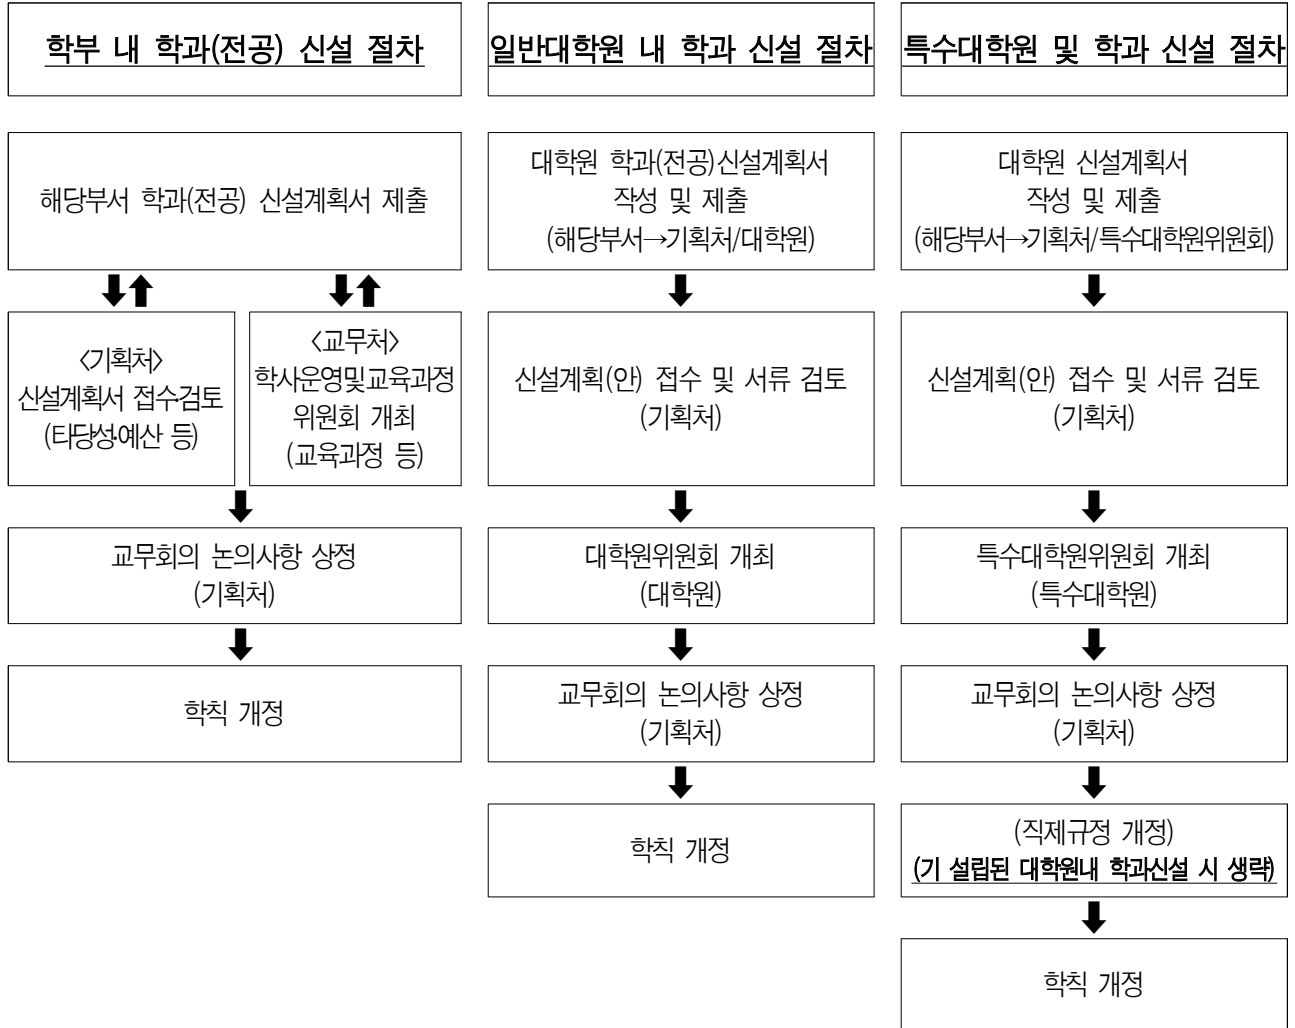 학부 내 학과(전공) 신설 절차
해당부서 학과(전공) 신설계획서 제출
<기획처>
신설계획서 접수·검토
(타당성·예산 등)
<교무처>
학사운영및교육과정
위원회 개최
(교육과정 등)
교무회의 논의사항 상정
(기획처)
학칙 개정
일반대학원 내 학과 신설 절차
대학원 학과(전공)신설계획서
작성 및 제출
(해당부서→기획처/대학원)
신설계획(안) 접수 및 서류 검토
(기획처)
대학원위원회 개최
(대학원)
교무회의 논의사항 상정
(기획처)
학칙 개정
특수대학원 및 학과 신설 절차
대학원 신설계획서
작성 및 제출
(해당부서→기획처/특수대학원위원회)
신설계획(안) 접수 및 서류 검토
(기획처)
특수대학원위원회 개최
(특수대학원)
교무회의 논의사항 상정
(기획처)
(직제규정 개정)
(기 설립된 대학원내 학과신설 시 생략)
학칙 개정